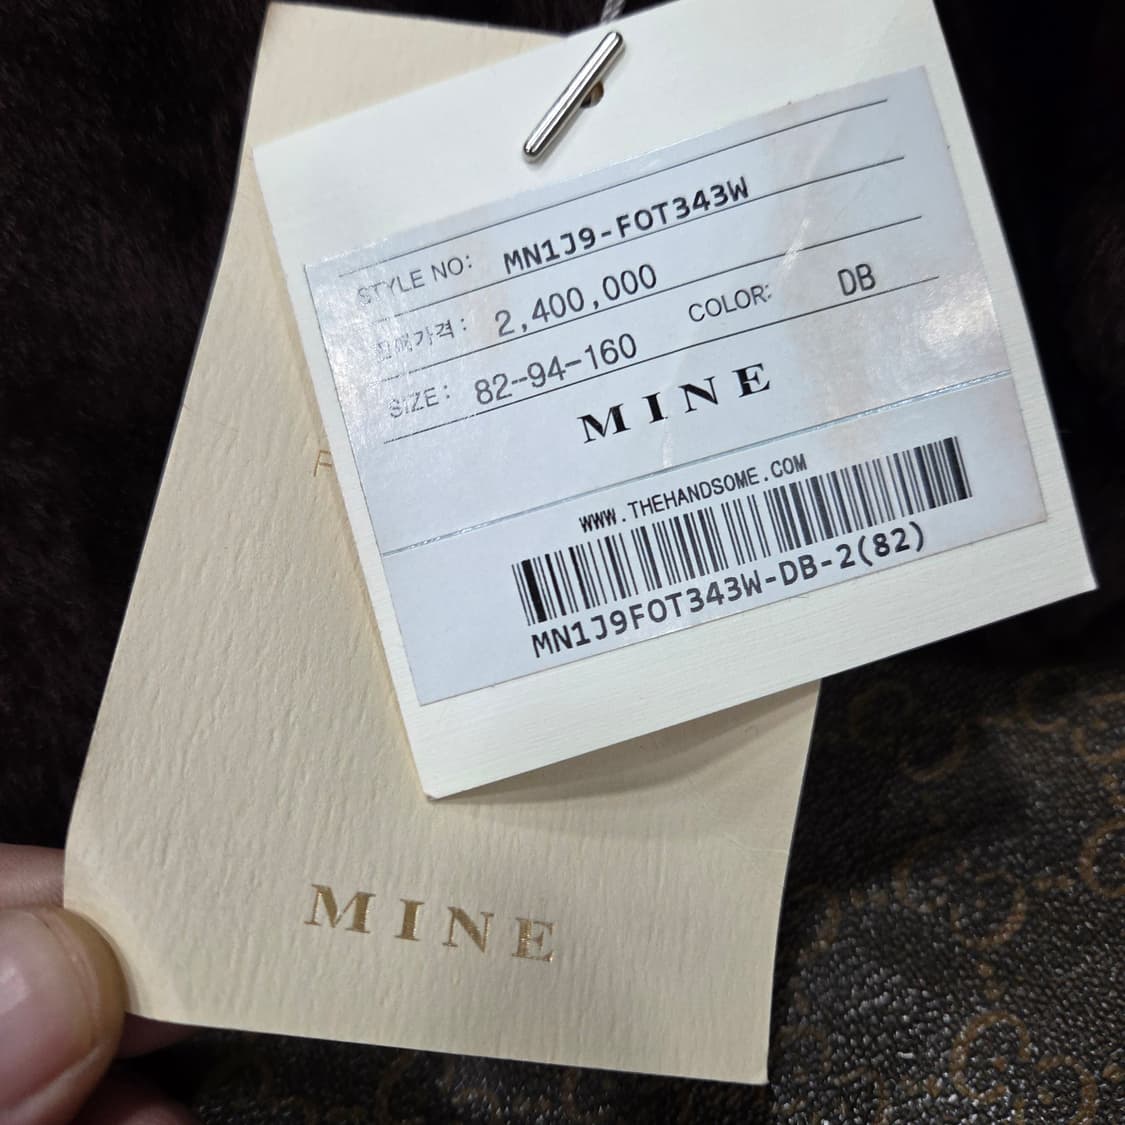 STYLE NO: MN1J9-FOT343W
판매가격: 2,400,000
SIZE: 82-94-160 COLOR: DB
MINE
WWW.THEHANDSOME.COM
MN1J9FOT343W-DB-2(82)
F
MINE